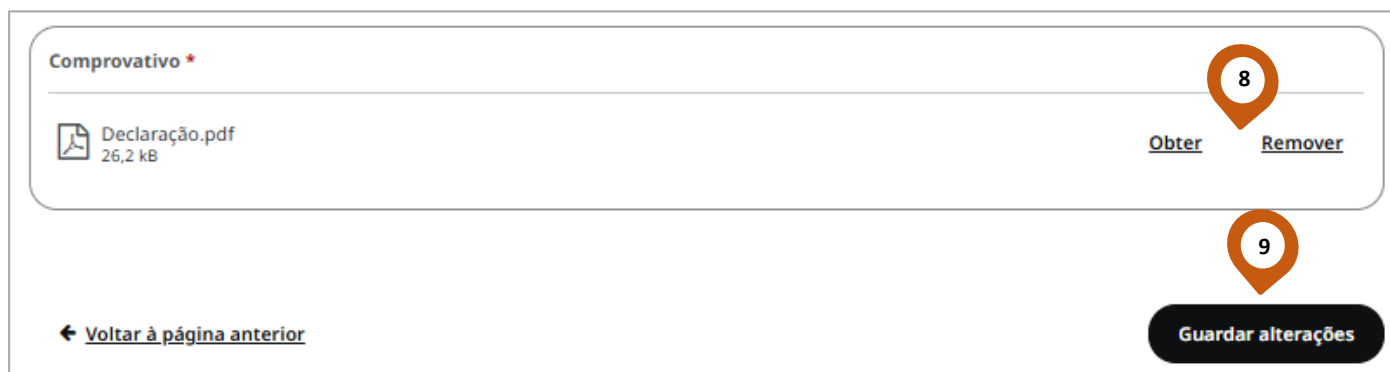 Comprovativo *
8
Declaração.pdf
26,2 kB
Obter Remover
9
Voltar à página anterior
Guardar alterações